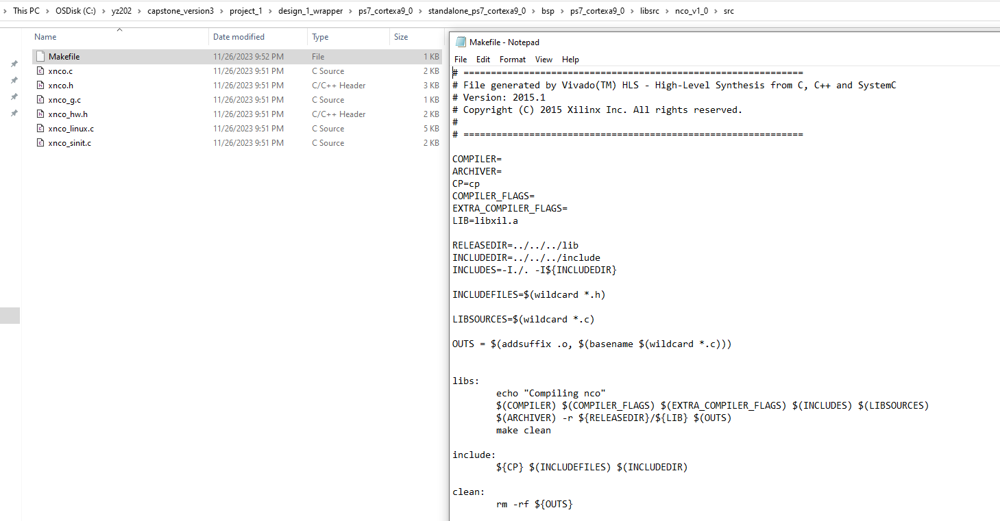 This PC > OSDisk (C:) > yz202 > capstone_version3 > project_1 > design_1_wrapper > ps7_cortexa9_0 > standalone_ps7_cortexa9_0 > bsp > ps7_cortexa9_0 > libsrc > nco_v1_0 > src
Name Date modified Type Size
Makefile 11/26/2023 9:52 PM File 1 KB
xnco.c 11/26/2023 9:51 PM C Source 2 KB
xnco.h 11/26/2023 9:51 PM C/C++ Header 3 KB
xnco_g.c 11/26/2023 9:51 PM C Source 1 KB
xnco_hw.h 11/26/2023 9:51 PM C/C++ Header 2 KB
xnco_linux.c 11/26/2023 9:51 PM C Source 5 KB
xnco_sinit.c 11/26/2023 9:51 PM C Source 2 KB
Makefile - Notepad
File Edit Format View Help
# ==============================================================
# File generated by Vivado(TM) HLS - High-Level Synthesis from C, C++ and SystemC
# Version: 2015.1
# Copyright (C) 2015 Xilinx Inc. All rights reserved.
#
# ==============================================================
COMPILER=
ARCHIVER=
CP=cp
COMPILER_FLAGS=
EXTRA_COMPILER_FLAGS=
LIB=libxil.a
RELEASEDIR=../../../lib
INCLUDEDIR=../../../include
INCLUDES=-I./. -I${INCLUDEDIR}
INCLUDEFILES=$(wildcard *.h)
LIBSOURCES=$(wildcard *.c)
OUTS = $(addsuffix .o, $(basename $(wildcard *.c)))
libs:
echo "Compiling nco"
$(COMPILER) $(COMPILER_FLAGS) $(EXTRA_COMPILER_FLAGS) $(INCLUDES) $(LIBSOURCES)
$(ARCHIVER) -r ${RELEASEDIR}/${LIB} $(OUTS)
make clean
include:
${CP} $(INCLUDEFILES) $(INCLUDEDIR)
clean:
rm -rf ${OUTS}